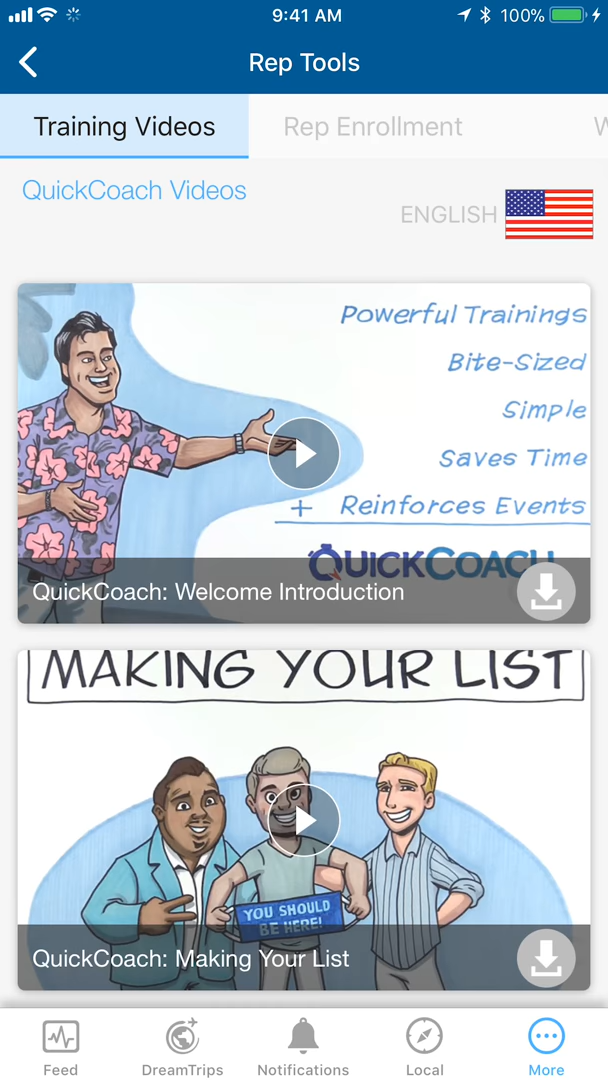 9:41 AM
100%
Rep Tools
Training Videos
Rep Enrollment
W
QuickCoach Videos
ENGLISH
Powerful Trainings
Bite-Sized
Simple
Saves Time
+ Reinforces Events
QUICKCOACH
QuickCoach: Welcome Introduction
MAKING YOUR LIST
YOU SHOULD
BE HERE!
QuickCoach: Making Your List
Feed
DreamTrips
Notifications
Local
More